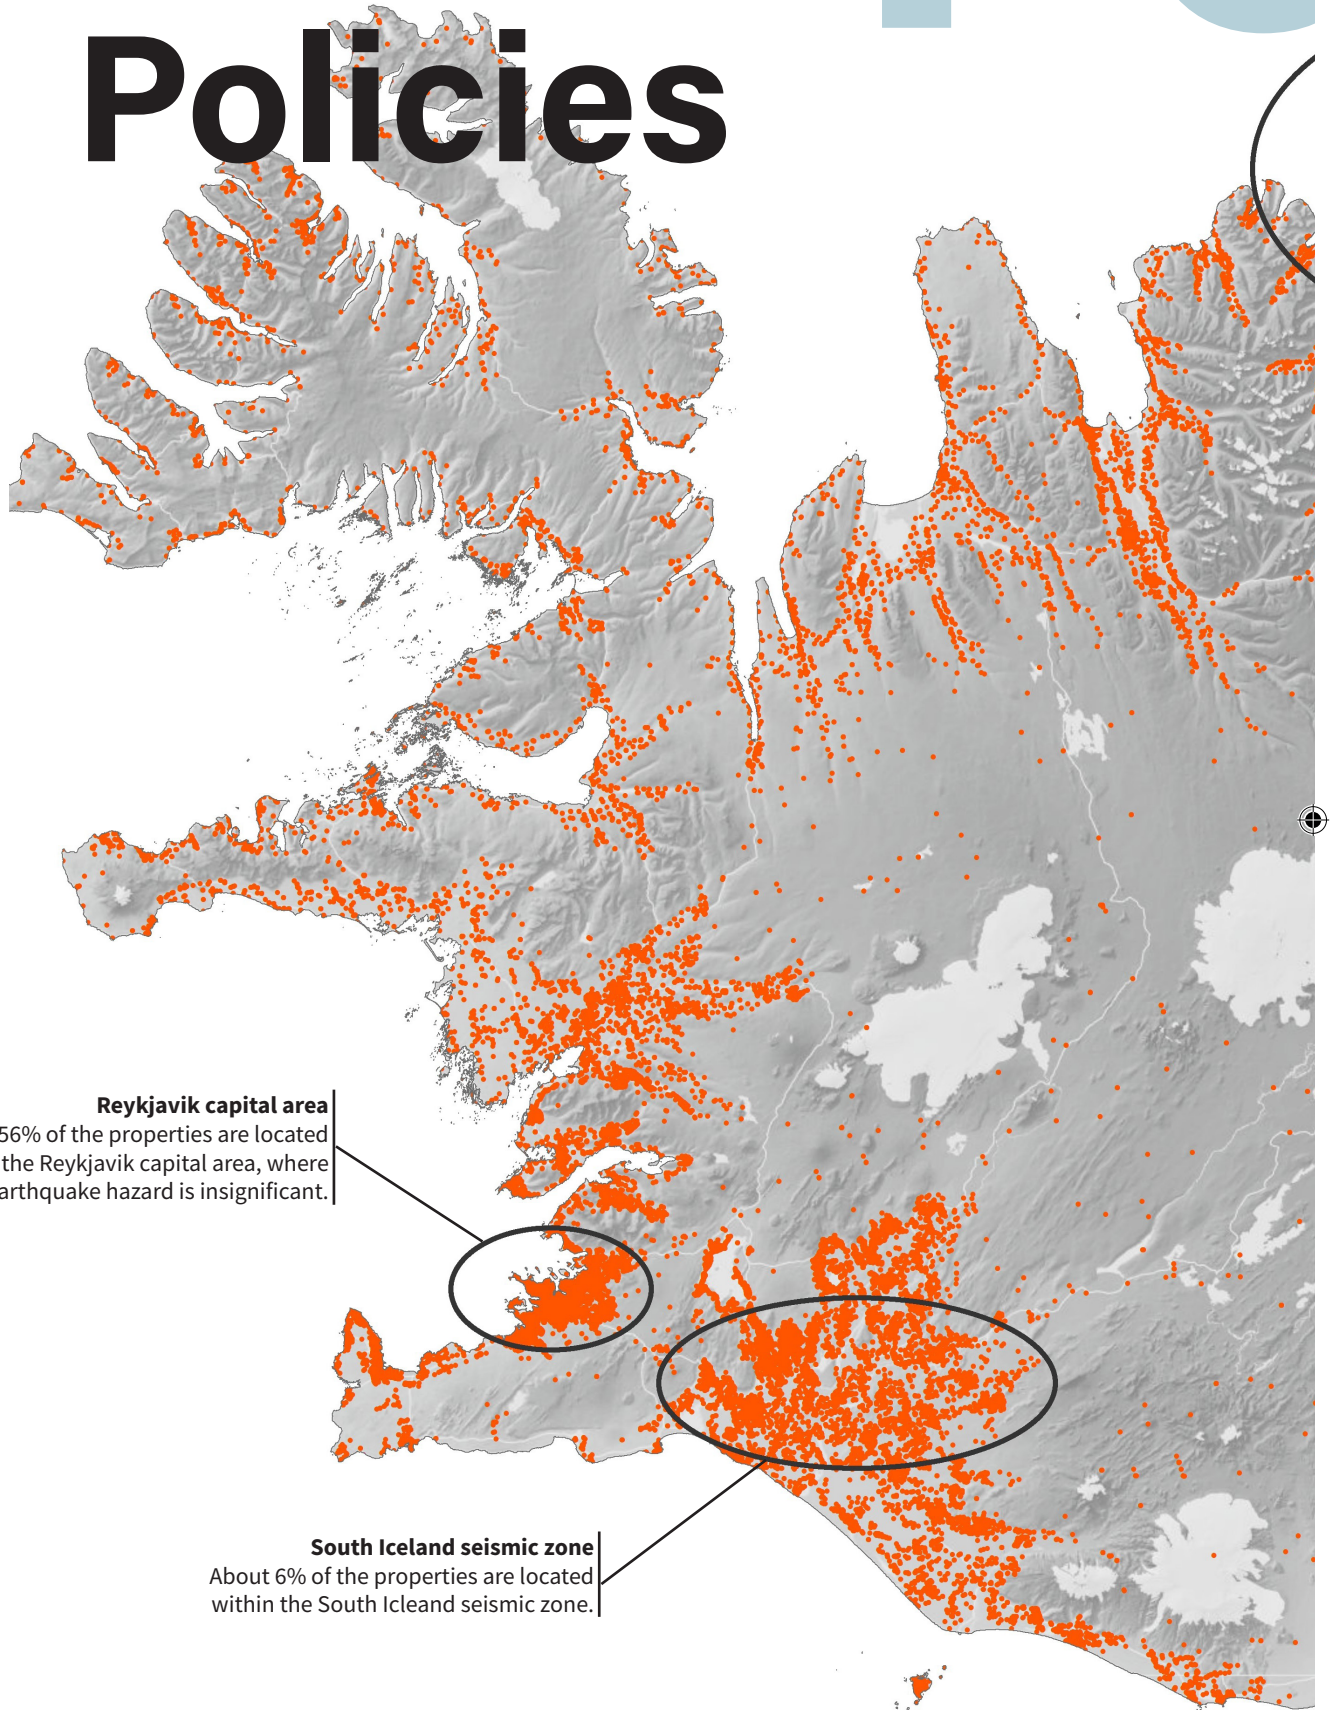 Policies
Reykjavik capital area
56% of the properties are located
the Reykjavik capital area, where
arthquake hazard is insignificant.
South Iceland seismic zone
About 6% of the properties are located
within the South Icleand seismic zone.